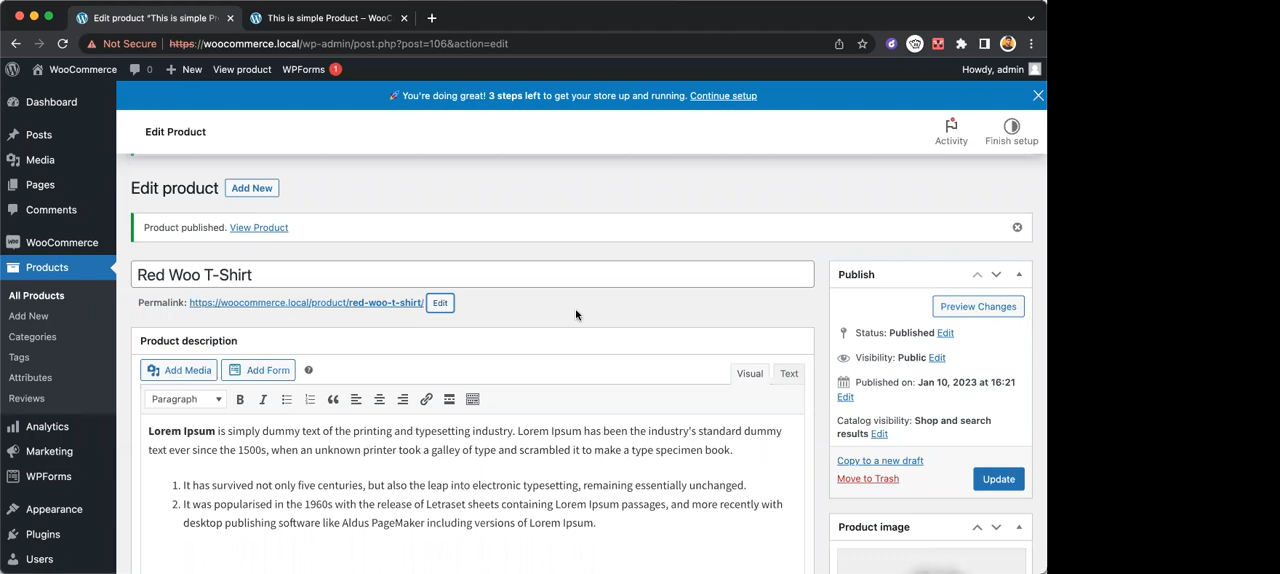 Edit product "This is simple Pr
This is simple Product – WooC
Not Secure
https://woocommerce.local/wp-admin/post.php?post=106&action=edit
WooCommerce
0
New
View product
WPForms
1
Howdy, admin
🚀 You're doing great! 3 steps left to get your store up and running. Continue setup
Dashboard
Posts
Media
Pages
Comments
WooCommerce
Products
All Products
Add New
Categories
Tags
Attributes
Reviews
Analytics
Marketing
WPForms
Appearance
Plugins
Users
Edit Product
Activity
Finish setup
Edit product
Add New
Product published. View Product
Red Woo T-Shirt
Permalink: https://woocommerce.local/product/red-woo-t-shirt/ Edit
Product description
Add Media
Add Form
Visual
Text
Paragraph
Lorem Ipsum is simply dummy text of the printing and typesetting industry. Lorem Ipsum has been the industry's standard dummy
text ever since the 1500s, when an unknown printer took a galley of type and scrambled it to make a type specimen book.
1. It has survived not only five centuries, but also the leap into electronic typesetting, remaining essentially unchanged.
2. It was popularised in the 1960s with the release of Letraset sheets containing Lorem Ipsum passages, and more recently with
desktop publishing software like Aldus PageMaker including versions of Lorem Ipsum.
Publish
Preview Changes
Status: Published Edit
Visibility: Public Edit
Published on: Jan 10, 2023 at 16:21
Edit
Catalog visibility: Shop and search
results Edit
Copy to a new draft
Move to Trash
Update
Product image